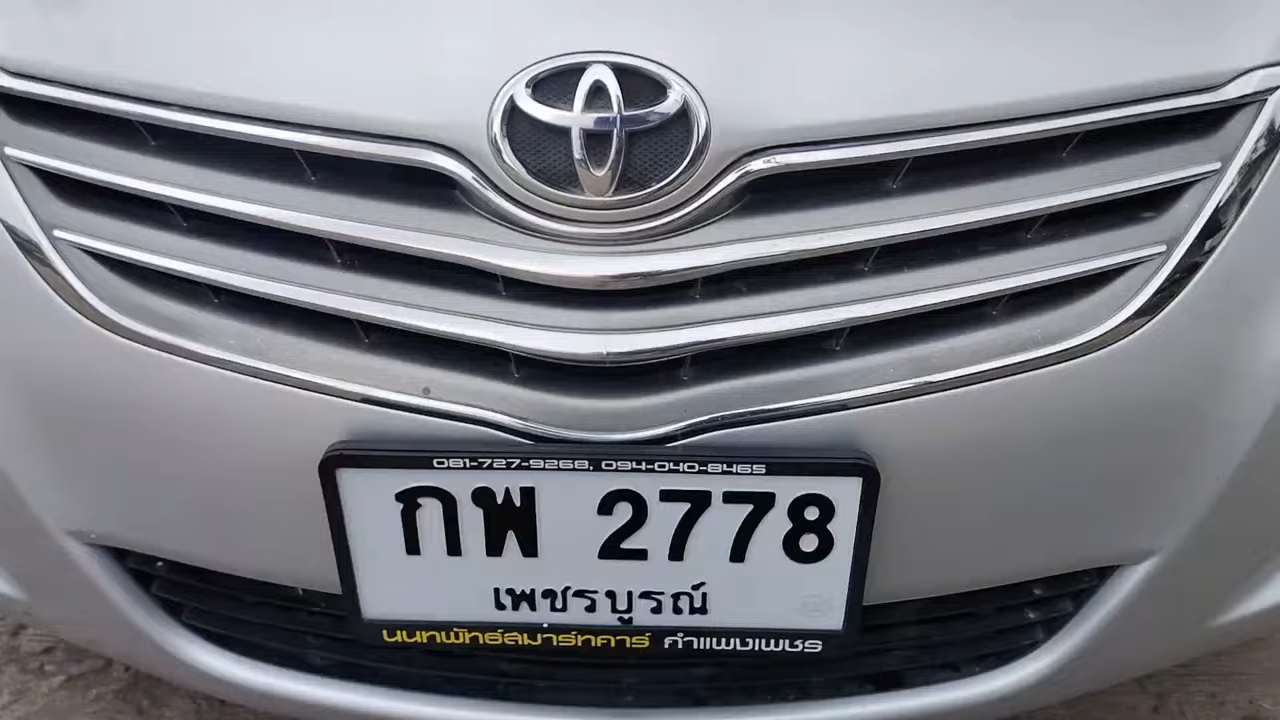 081-727-9268, 094-040-8465
กพ 2778
เพชรบูรณ์
นนทพัทธ์สมาร์ทคาร์ กำแพงเพชร